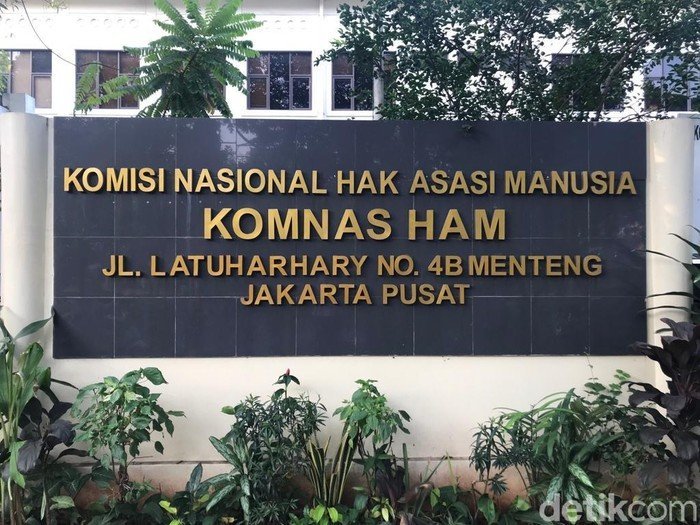 KOMISI NASIONAL HAK ASASI MANUSIA
KOMNAS HAM
JL. LATUHARHARY NO. 4B MENTENG
JAKARTA PUSAT
detikcom